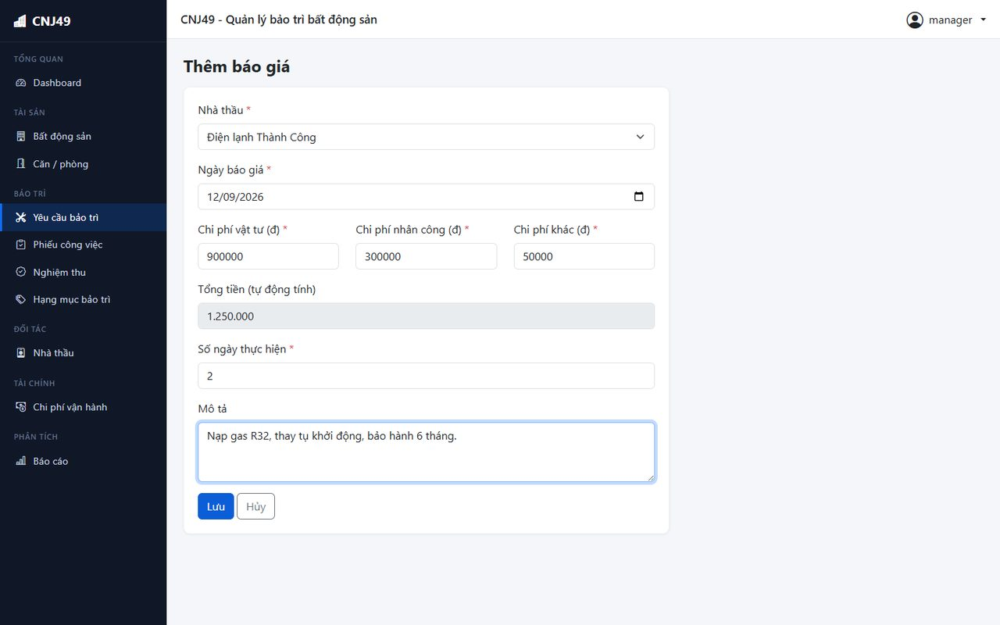 CNJ49
CNJ49 - Quản lý bảo trì bất động sản
manager
TỔNG QUAN
Dashboard
TÀI SẢN
Bất động sản
Căn / phòng
BẢO TRÌ
Yêu cầu bảo trì
Phiếu công việc
Nghiệm thu
Hạng mục bảo trì
ĐỐI TÁC
Nhà thầu
TÀI CHÍNH
Chi phí vận hành
PHÂN TÍCH
Báo cáo
Thêm báo giá
Nhà thầu *
Điện lạnh Thành Công
Ngày báo giá *
12/09/2026
Chi phí vật tư (đ) * Chi phí nhân công (đ) * Chi phí khác (đ) *
900000 300000 50000
Tổng tiền (tự động tính)
1.250.000
Số ngày thực hiện *
2
Mô tả
Nạp gas R32, thay tụ khởi động, bảo hành 6 tháng.
Lưu Hủy